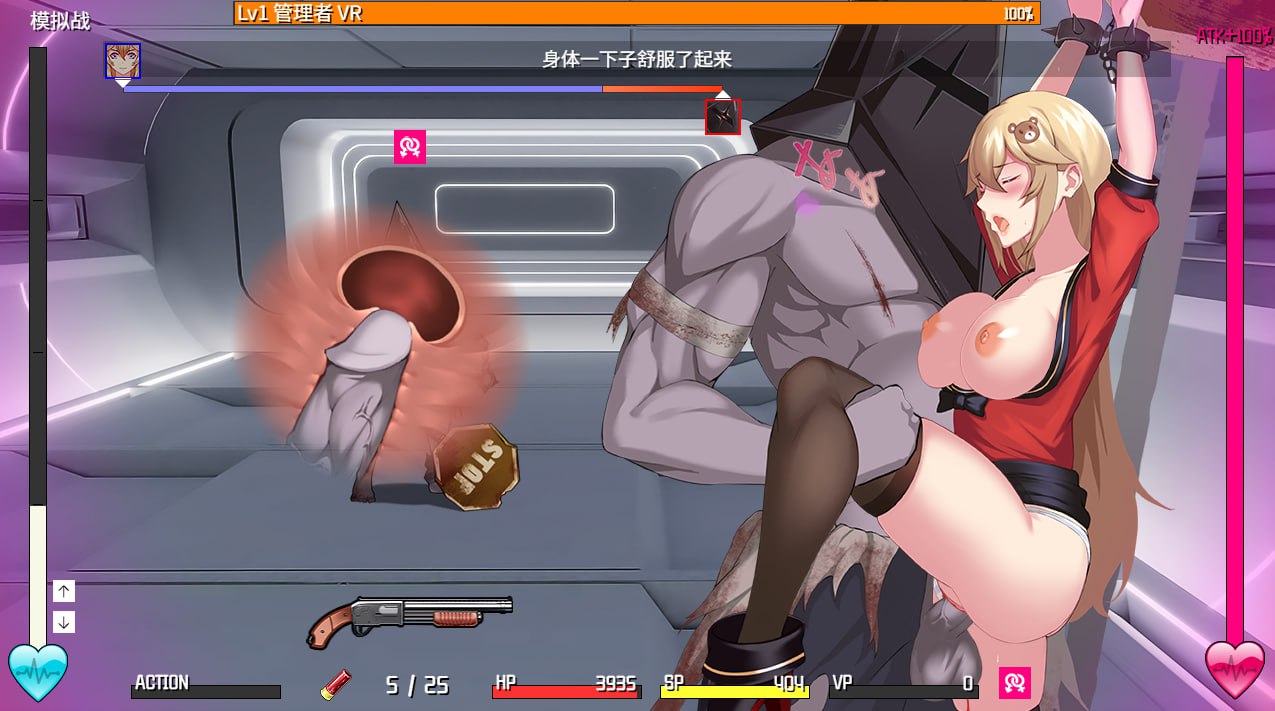 模拟战
Lv1 管理者 VR
100%
ATK+100%
身体一下子舒服了起来
STOP
ACTION
5 / 25
HP 3935
SP 404
VP 0